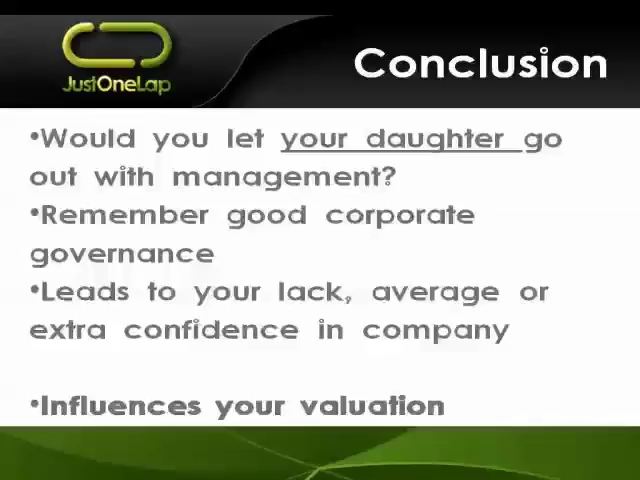 JustOneLap
Conclusion
•Would you let your daughter go
out with management?
•Remember good corporate
governance
•Leads to your lack, average or
extra confidence in company
•Influences your valuation